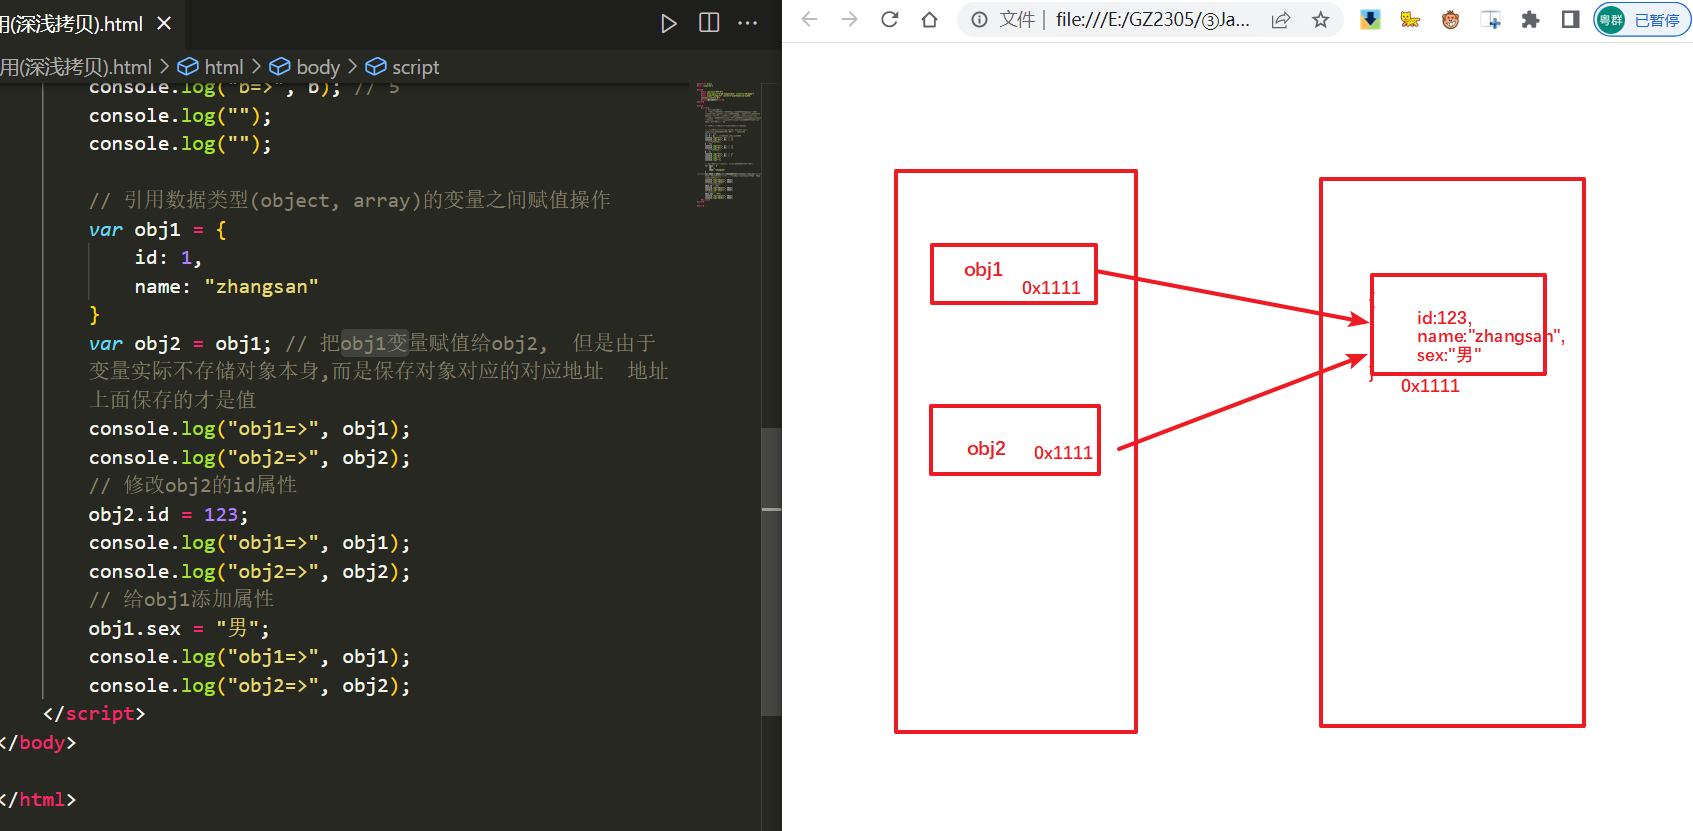 用(深浅拷贝).html
用(深浅拷贝).html > html > body > script
console.log("b=>", b); // 5
console.log("");
console.log("");
// 引用数据类型(object, array)的变量之间赋值操作
var obj1 = {
id: 1,
name: "zhangsan"
}
var obj2 = obj1; // 把obj1变量赋值给obj2, 但是由于
变量实际不存储对象本身,而是保存对象对应的对应地址 地址
上面保存的才是值
console.log("obj1=>", obj1);
console.log("obj2=>", obj2);
// 修改obj2的id属性
obj2.id = 123;
console.log("obj1=>", obj1);
console.log("obj2=>", obj2);
// 给obj1添加属性
obj1.sex = "男";
console.log("obj1=>", obj1);
console.log("obj2=>", obj2);
</script>
</body>
</html>
文件 | file:///E:/GZ2305/③Ja...
粤群 已暂停
obj1
0x1111
obj2 0x1111
{
id:123,
name:"zhangsan",
sex:"男"
}
0x1111